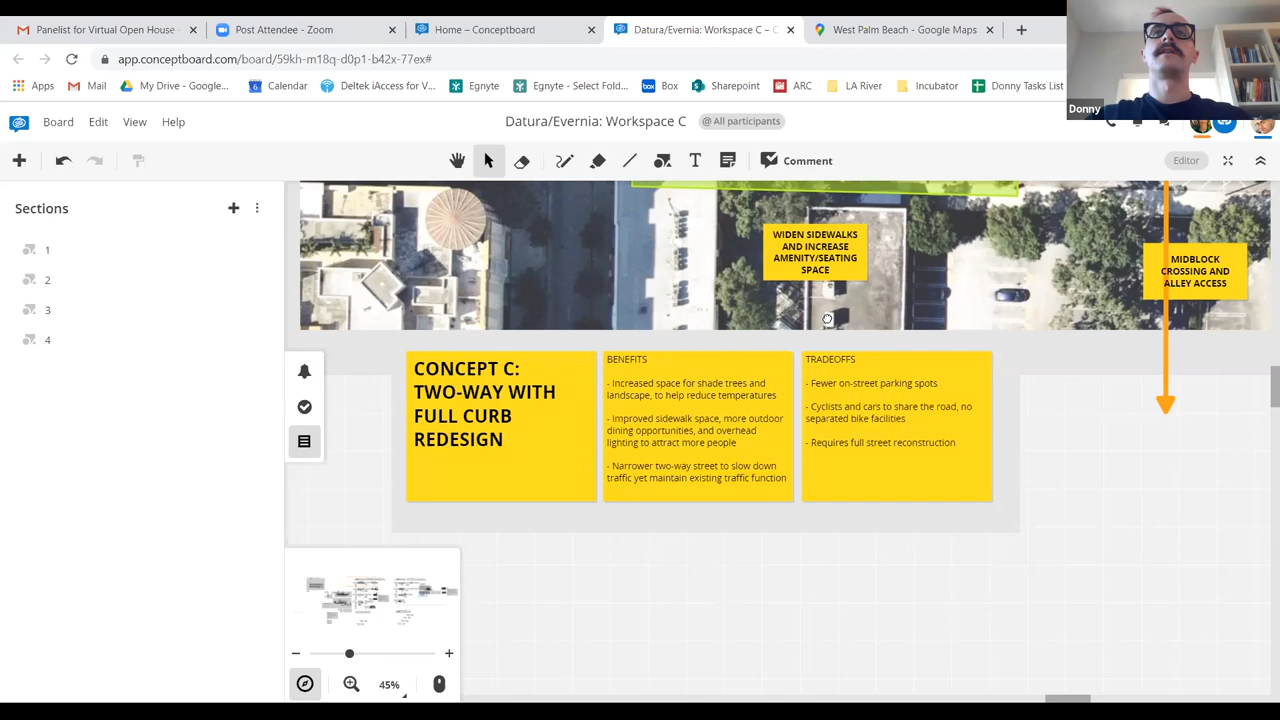 Panelist for Virtual Open House -
Post Attendee - Zoom
Home – Conceptboard
Datura/Evernia: Workspace C – C
West Palm Beach - Google Maps
app.conceptboard.com/board/59kh-m18q-d0p1-b42x-77ex#
Apps
Mail
My Drive - Google...
Calendar
Deltek iAccess for V...
Egnyte
Egnyte - Select Fold...
Box
Sharepoint
ARC
LA River
Incubator
Donny Tasks List
Donny
Board
Edit
View
Help
Datura/Evernia: Workspace C
@ All participants
Comment
Editor
Sections
1
2
3
4
WIDEN SIDEWALKS
AND INCREASE
AMENITY/SEATING
SPACE
MIDBLOCK
CROSSING AND
ALLEY ACCESS
CONCEPT C:
TWO-WAY WITH
FULL CURB
REDESIGN
BENEFITS
- Increased space for shade trees and
landscape, to help reduce temperatures
- Improved sidewalk space, more outdoor
dining opportunities, and overhead
lighting to attract more people
- Narrower two-way street to slow down
traffic yet maintain existing traffic function
TRADEOFFS
- Fewer on-street parking spots
- Cyclists and cars to share the road, no
separated bike facilities
- Requires full street reconstruction
45%